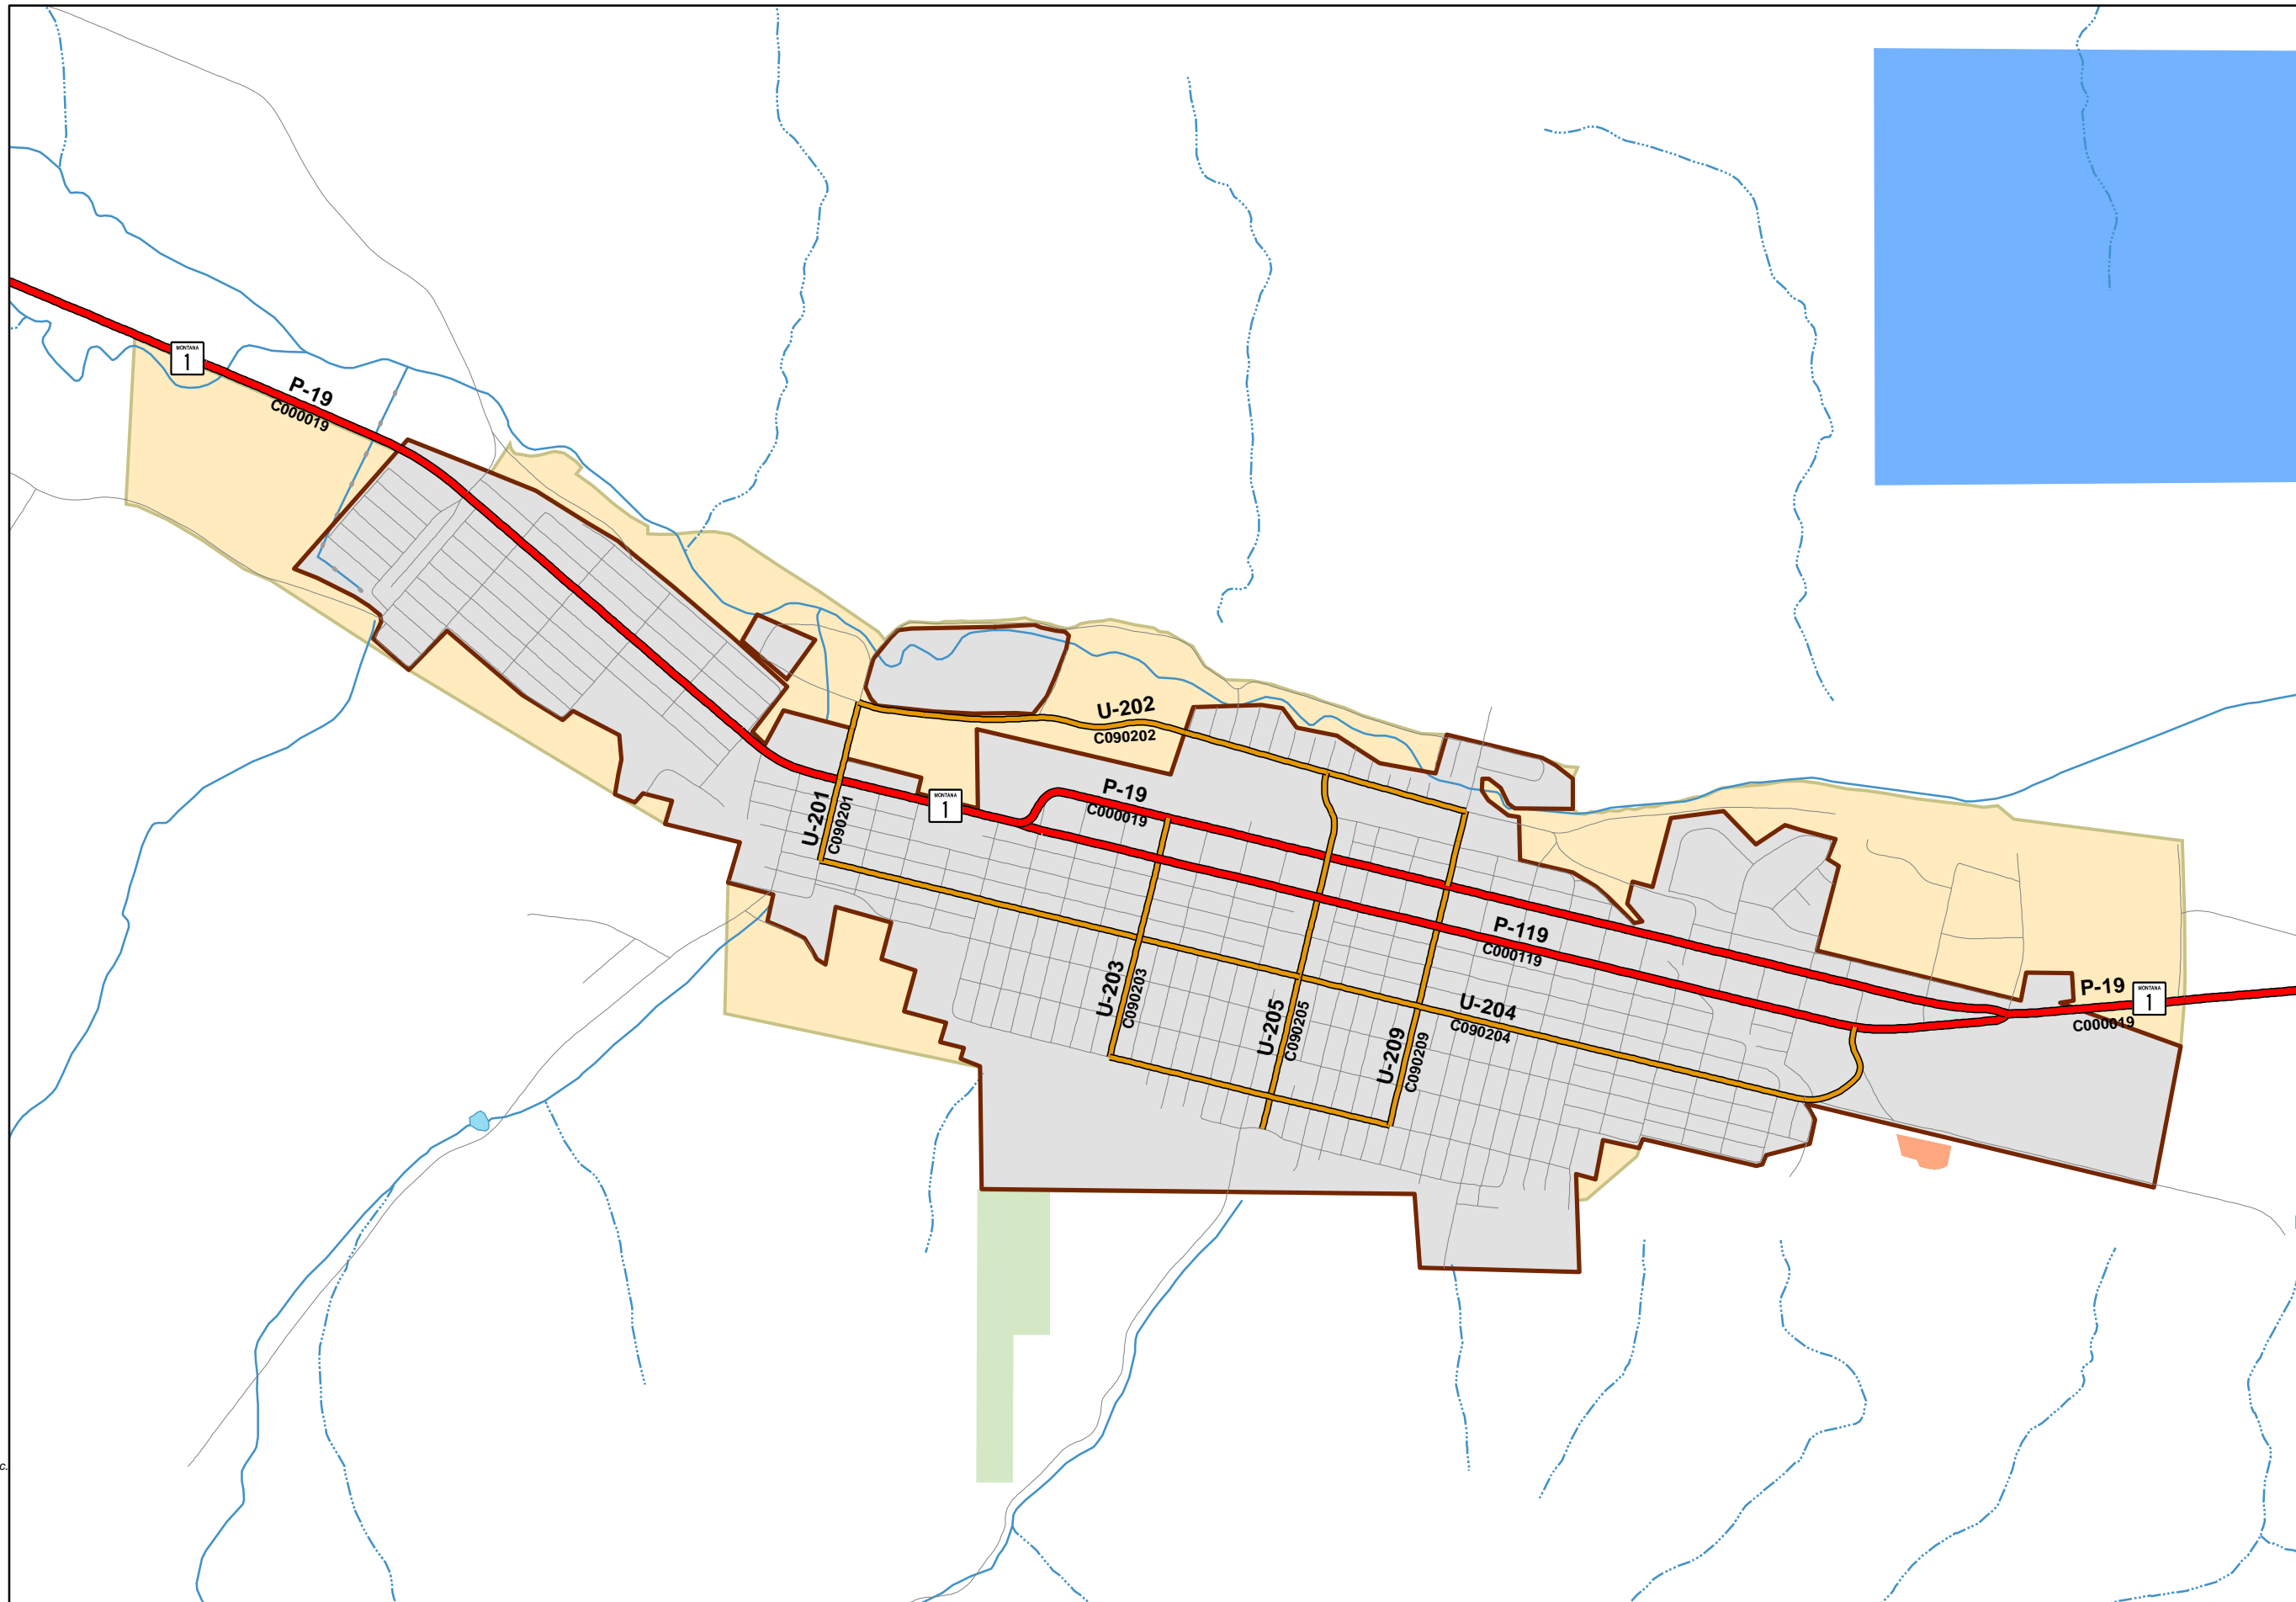 MONTANA
1
P-19
C000019
U-202
C090202
P-19
C000019
MONTANA
1
U-201
C090201
P-119
C000119
U-203
C090203
U-204
C090204
U-205
C090205
U-209
C090209
P-19
MONTANA
1
C000019
c.